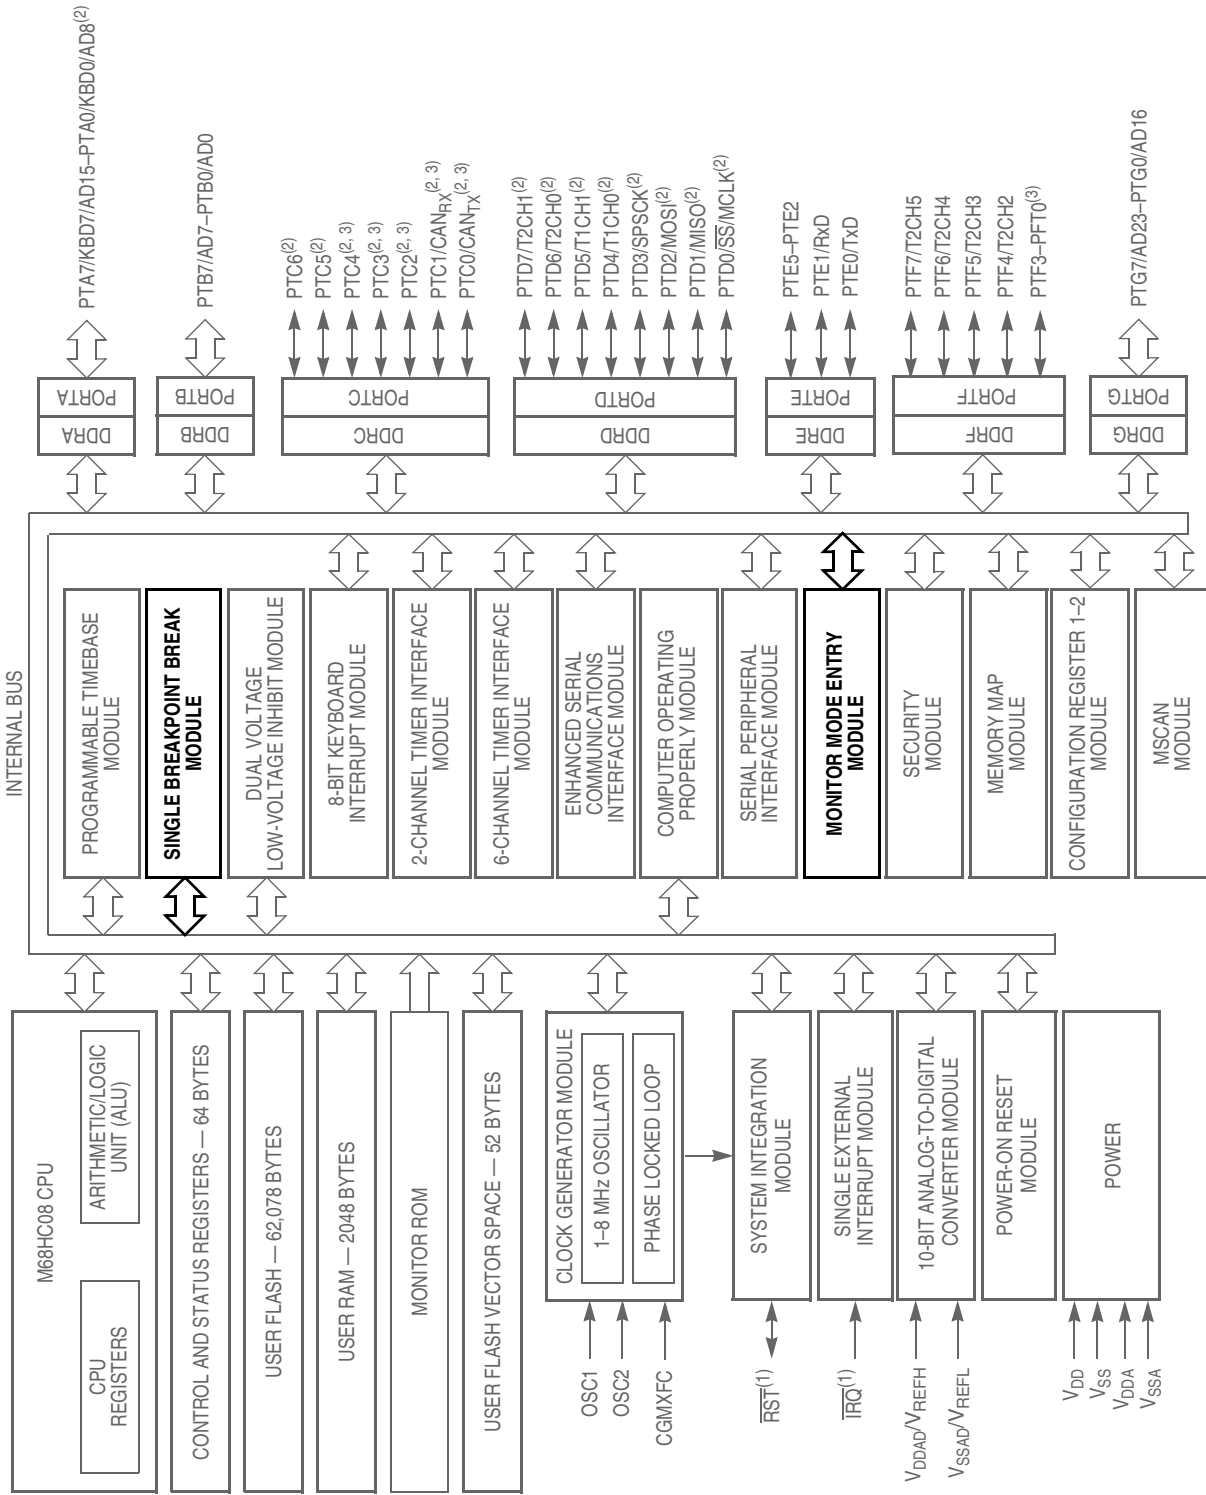 INTERNAL BUS
M68HC08 CPU
CPU
REGISTERS
ARITHMETIC/LOGIC
UNIT (ALU)
CONTROL AND STATUS REGISTERS — 64 BYTES
USER FLASH — 62,078 BYTES
USER RAM — 2048 BYTES
MONITOR ROM
USER FLASH VECTOR SPACE — 52 BYTES
CLOCK GENERATOR MODULE
1–8 MHz OSCILLATOR
PHASE LOCKED LOOP
OSC1
OSC2
CGMXFC
SYSTEM INTEGRATION
MODULE
RST(1)
SINGLE EXTERNAL
INTERRUPT MODULE
IRQ(1)
10-BIT ANALOG-TO-DIGITAL
CONVERTER MODULE
VDDAD/VREFH
VSSAD/VREFL
POWER-ON RESET
MODULE
POWER
VDD
VSS
VDDA
VSSA
PROGRAMMABLE TIMEBASE
MODULE
SINGLE BREAKPOINT BREAK
MODULE
DUAL VOLTAGE
LOW-VOLTAGE INHIBIT MODULE
8-BIT KEYBOARD
INTERRUPT MODULE
2-CHANNEL TIMER INTERFACE
MODULE
6-CHANNEL TIMER INTERFACE
MODULE
ENHANCED SERIAL
COMMUNICATIONS
INTERFACE MODULE
COMPUTER OPERATING
PROPERLY MODULE
SERIAL PERIPHERAL
INTERFACE MODULE
MONITOR MODE ENTRY
MODULE
SECURITY
MODULE
MEMORY MAP
MODULE
CONFIGURATION REGISTER 1–2
MODULE
MSCAN
MODULE
DDRA
PORTA
PTA7/KBD7/AD15–PTA0/KBD0/AD8(2)
DDRB
PORTB
PTB7/AD7–PTB0/AD0
DDRC
PORTC
PTC6(2)
PTC5(2)
PTC4(2, 3)
PTC3(2, 3)
PTC2(2, 3)
PTC1/CANRX(2, 3)
PTC0/CANTX(2, 3)
DDRD
PORTD
PTD7/T2CH1(2)
PTD6/T2CH0(2)
PTD5/T1CH1(2)
PTD4/T1CH0(2)
PTD3/SPSCK(2)
PTD2/MOSI(2)
PTD1/MISO(2)
PTD0/SS/MCLK(2)
DDRE
PORTE
PTE5–PTE2
PTE1/RxD
PTE0/TxD
DDRF
PORTF
PTF7/T2CH5
PTF6/T2CH4
PTF5/T2CH3
PTF4/T2CH2
PTF3–PFT0(3)
DDRG
PORTG
PTG7/AD23–PTG0/AD16